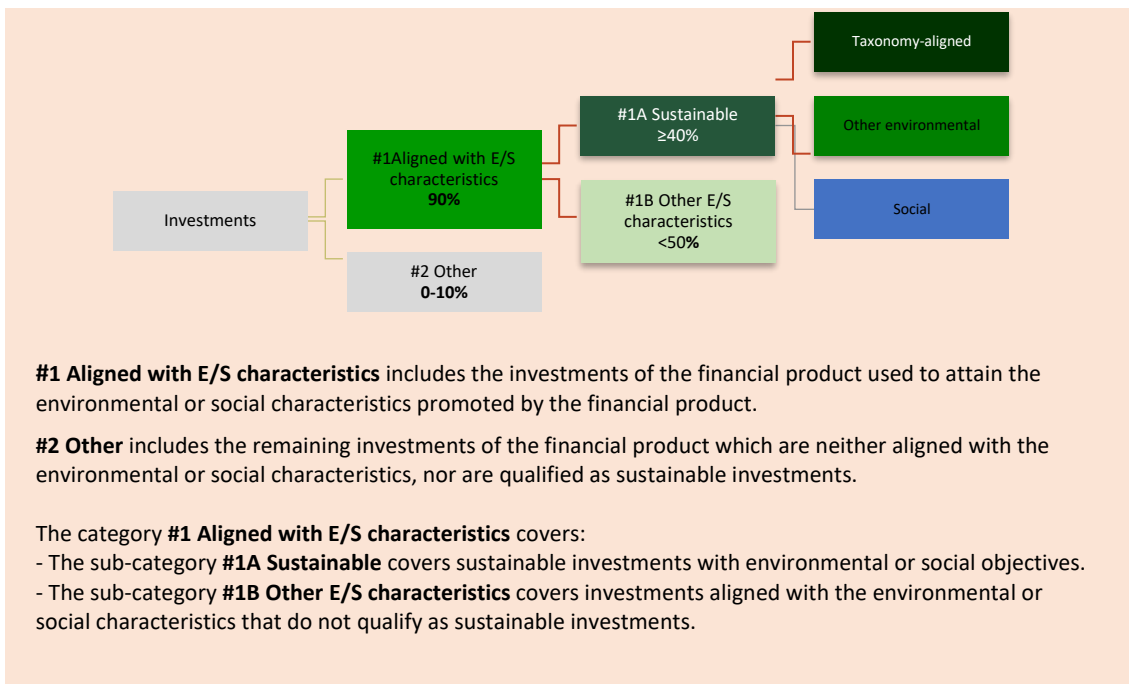 Taxonomy-aligned
#1A Sustainable
≥40%
Other environmental
#1Aligned with E/S
characteristics
90%
#1B Other E/S
characteristics
<50%
Investments
Social
#2 Other
0-10%
#1 Aligned with E/S characteristics includes the investments of the financial product used to attain the
environmental or social characteristics promoted by the financial product.
#2 Other includes the remaining investments of the financial product which are neither aligned with the
environmental or social characteristics, nor are qualified as sustainable investments.
The category #1 Aligned with E/S characteristics covers:
- The sub-category #1A Sustainable covers sustainable investments with environmental or social objectives.
- The sub-category #1B Other E/S characteristics covers investments aligned with the environmental or
social characteristics that do not qualify as sustainable investments.